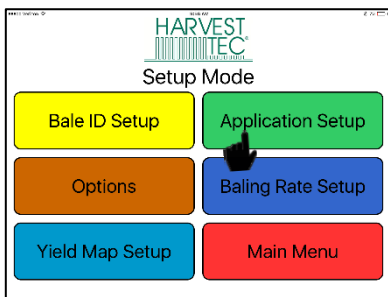 HARVEST
TEC
Setup Mode
Bale ID Setup
Application Setup
Options
Baling Rate Setup
Yield Map Setup
Main Menu